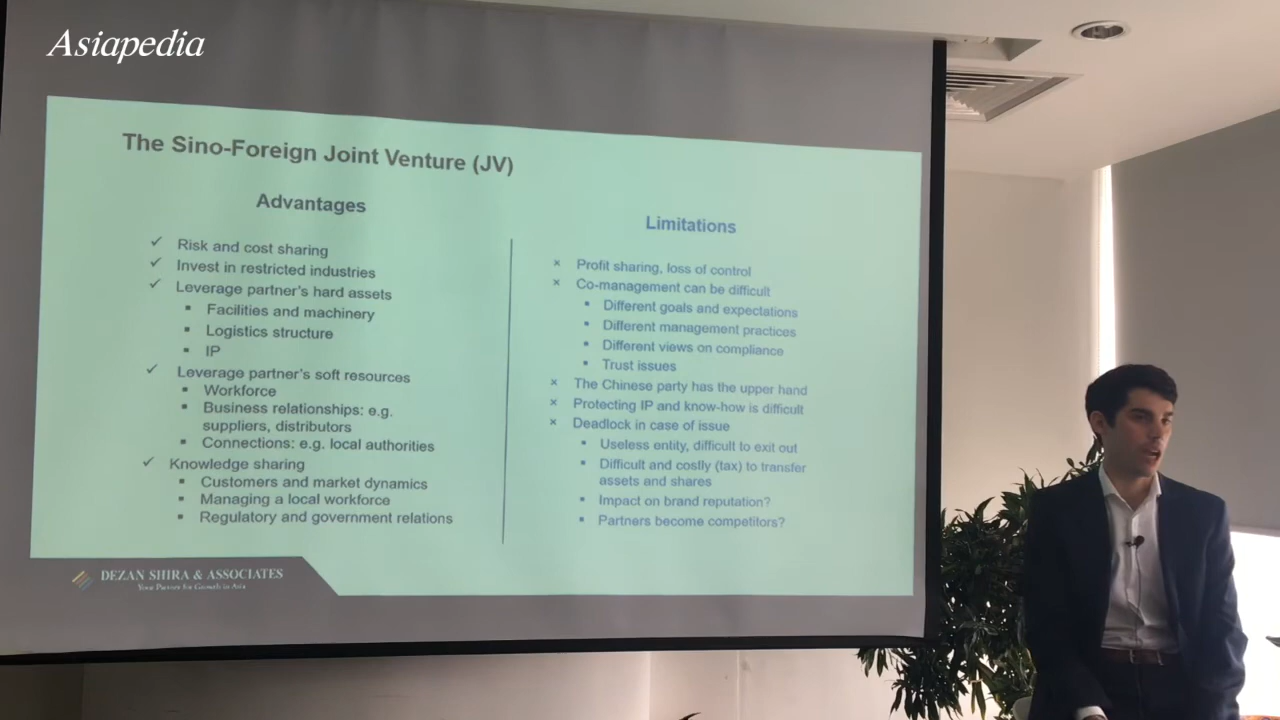 Asiapedia
The Sino-Foreign Joint Venture (JV)
Advantages
✓ Risk and cost sharing
✓ Invest in restricted industries
✓ Leverage partner's hard assets
▪ Facilities and machinery
▪ Logistics structure
▪ IP
✓ Leverage partner's soft resources
▪ Workforce
▪ Business relationships: e.g.
suppliers, distributors
▪ Connections: e.g. local authorities
✓ Knowledge sharing
▪ Customers and market dynamics
▪ Managing a local workforce
▪ Regulatory and government relations
Limitations
× Profit sharing, loss of control
× Co-management can be difficult
▪ Different goals and expectations
▪ Different management practices
▪ Different views on compliance
▪ Trust issues
× The Chinese party has the upper hand
× Protecting IP and know-how is difficult
× Deadlock in case of issue
▪ Useless entity, difficult to exit out
▪ Difficult and costly (tax) to transfer
assets and shares
▪ Impact on brand reputation?
▪ Partners become competitors?
DEZAN SHIRA & ASSOCIATES
Your Partner for Growth in Asia